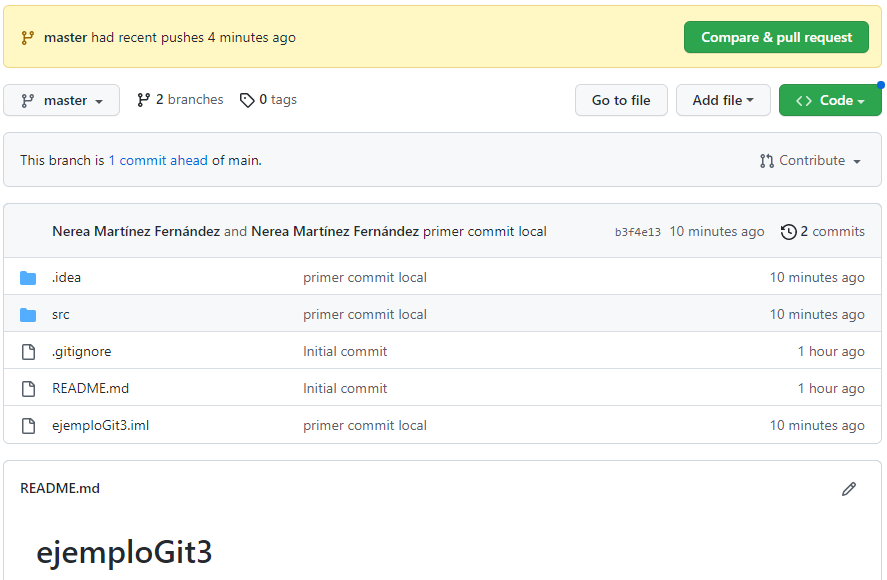 master had recent pushes 4 minutes ago Compare & pull request
master 2 branches 0 tags Go to file Add file Code
This branch is 1 commit ahead of main. Contribute
Nerea Martínez Fernández and Nerea Martínez Fernández primer commit local b3f4e13 10 minutes ago 2 commits
.idea primer commit local 10 minutes ago
src primer commit local 10 minutes ago
.gitignore Initial commit 1 hour ago
README.md Initial commit 1 hour ago
ejemploGit3.iml primer commit local 10 minutes ago
README.md
ejemploGit3